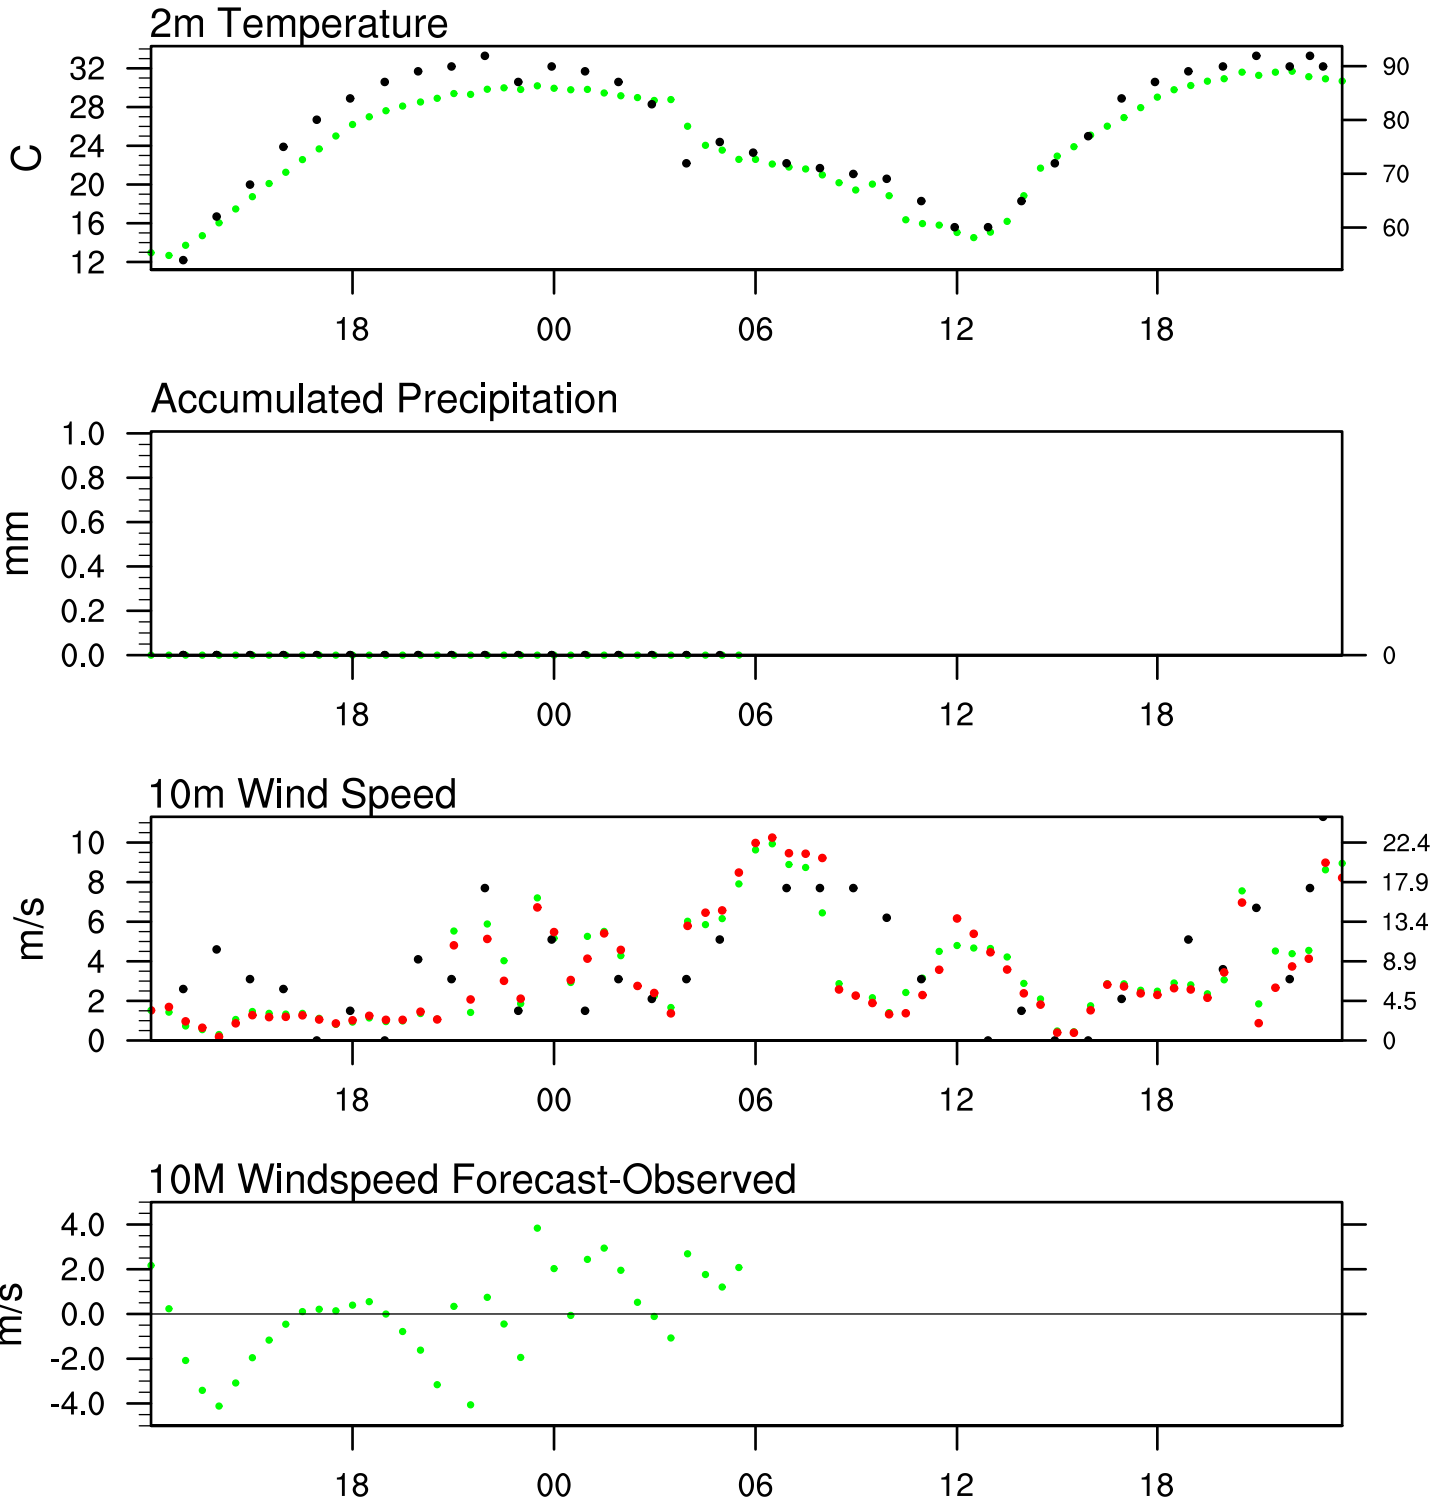 2m Temperature
32
28
24
20
16
12
C
90
80
70
60
18 00 06 12 18
Accumulated Precipitation
1.0
0.8
0.6
0.4
0.2
0.0
mm
0
18 00 06 12 18
10m Wind Speed
10
8
6
4
2
0
m/s
22.4
17.9
13.4
8.9
4.5
0
18 00 06 12 18
10M Windspeed Forecast-Observed
4.0
2.0
0.0
-2.0
-4.0
m/s
18 00 06 12 18